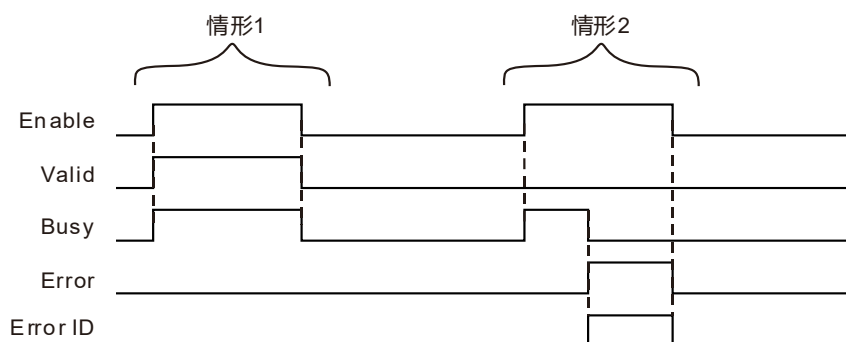 情形1 情形2
Enable
Valid
Busy
Error
Error ID